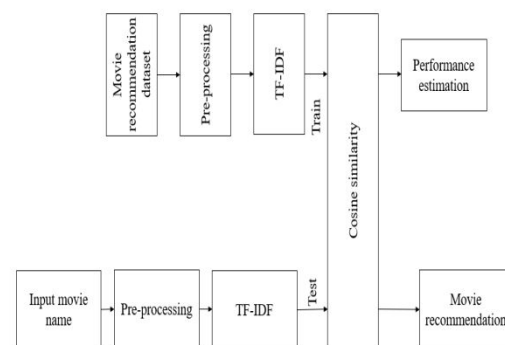 Movie
recommendation
dataset
Pre-processing
TF-IDF
Train
Cosine similarity
Performance
estimation
Input movie
name
Pre-processing
TF-IDF
Test
Movie
recommendation